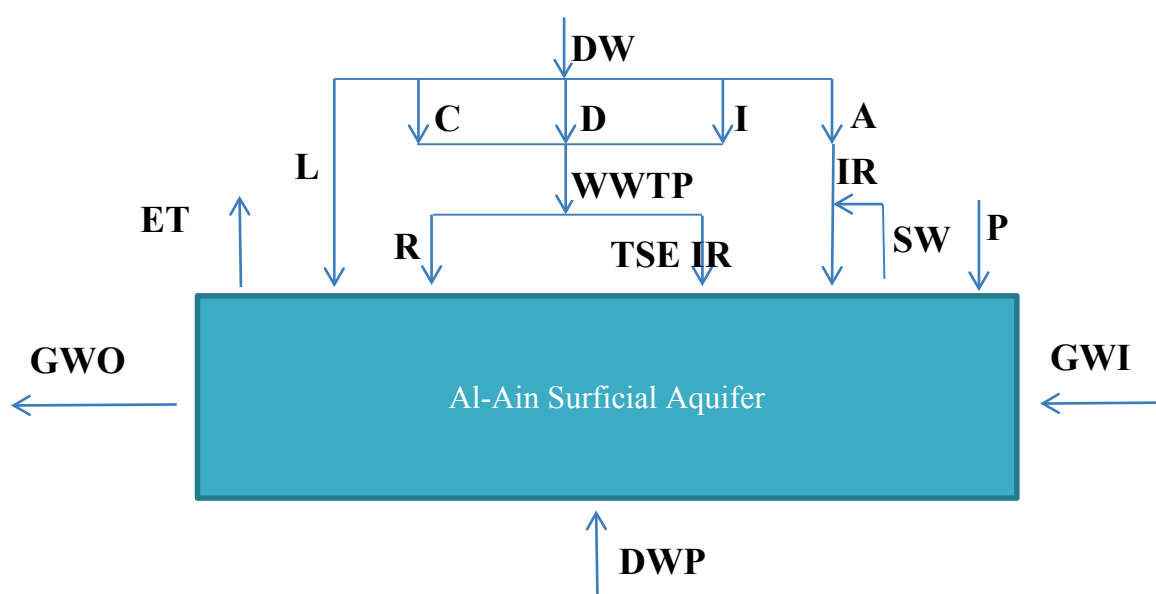 DW
C
D
I
A
L
IR
WWTP
ET
R
TSE IR
SW
P
GWO
GWI
Al-Ain Surficial Aquifer
DWP